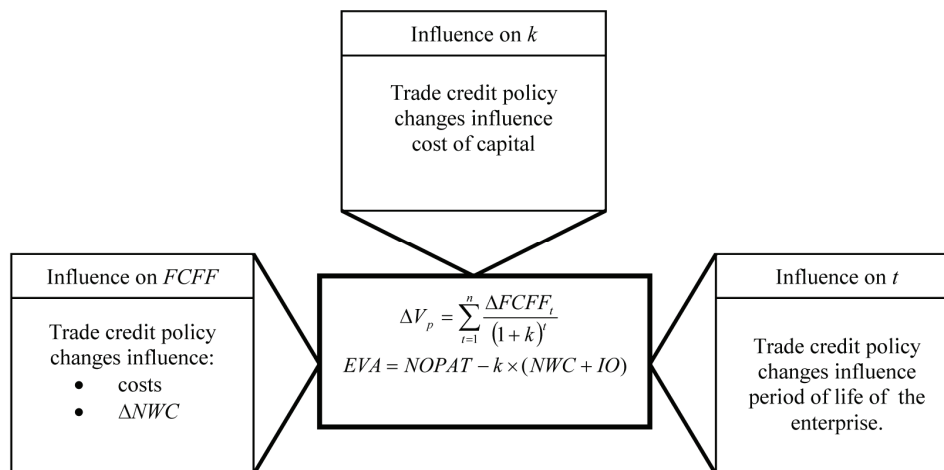 Influence on k
Trade credit policy
changes influence
cost of capital
Influence on FCFF
Trade credit policy
changes influence:
• costs
• ΔNWC
ΔV_p = \sum_{t=1}^{n} \frac{ΔFCFF_t}{(1+k)^t}
EVA = NOPAT − k × (NWC + IO)
Influence on t
Trade credit policy
changes influence
period of life of the
enterprise.